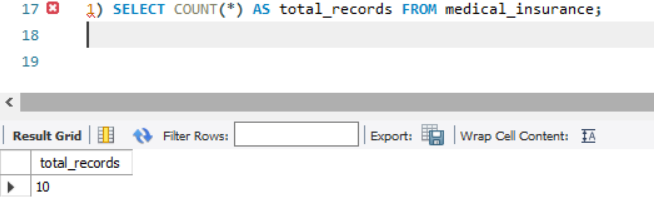 17 1) SELECT COUNT(*) AS total_records FROM medical_insurance;
18
19
Result Grid Filter Rows: Export: Wrap Cell Content: IA
total_records
10